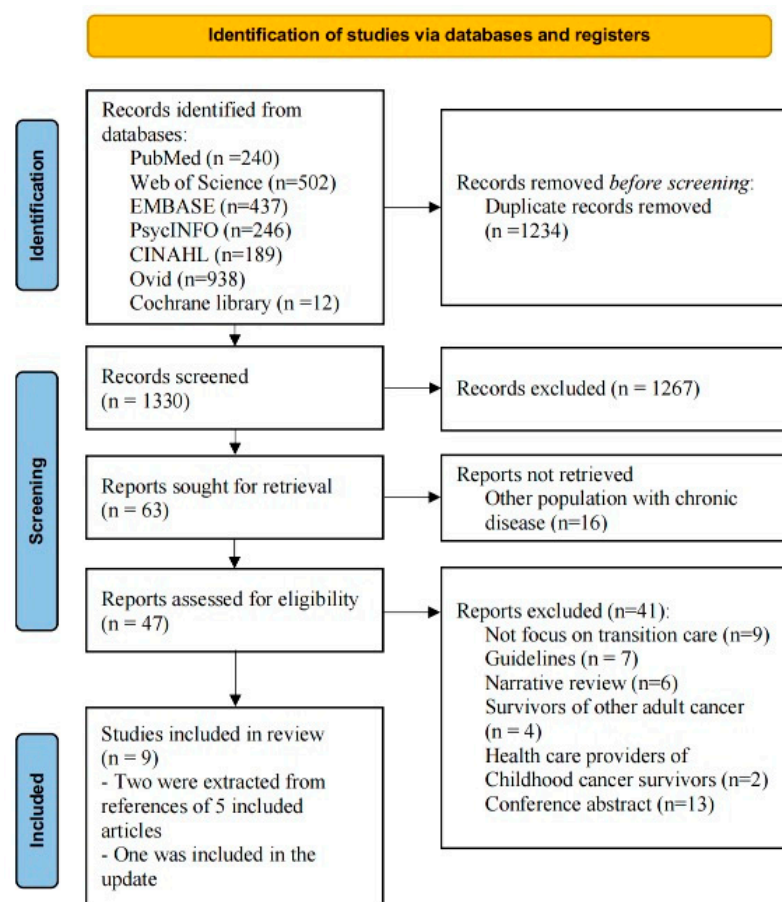 Identification of studies via databases and registers
Identification
Records identified from
databases:
PubMed (n =240)
Web of Science (n=502)
EMBASE (n=437)
PsycINFO (n=246)
CINAHL (n=189)
Ovid (n=938)
Cochrane library (n =12)
Records removed before screening:
Duplicate records removed
(n =1234)
Screening
Records screened
(n = 1330)
Records excluded (n = 1267)
Reports sought for retrieval
(n = 63)
Reports not retrieved
Other population with chronic
disease (n=16)
Reports assessed for eligibility
(n = 47)
Reports excluded (n=41):
Not focus on transition care (n=9)
Guidelines (n = 7)
Narrative review (n=6)
Survivors of other adult cancer
(n = 4)
Health care providers of
Childhood cancer survivors (n=2)
Conference abstract (n=13)
Included
Studies included in review
(n = 9)
- Two were extracted from
references of 5 included
articles
- One was included in the
update